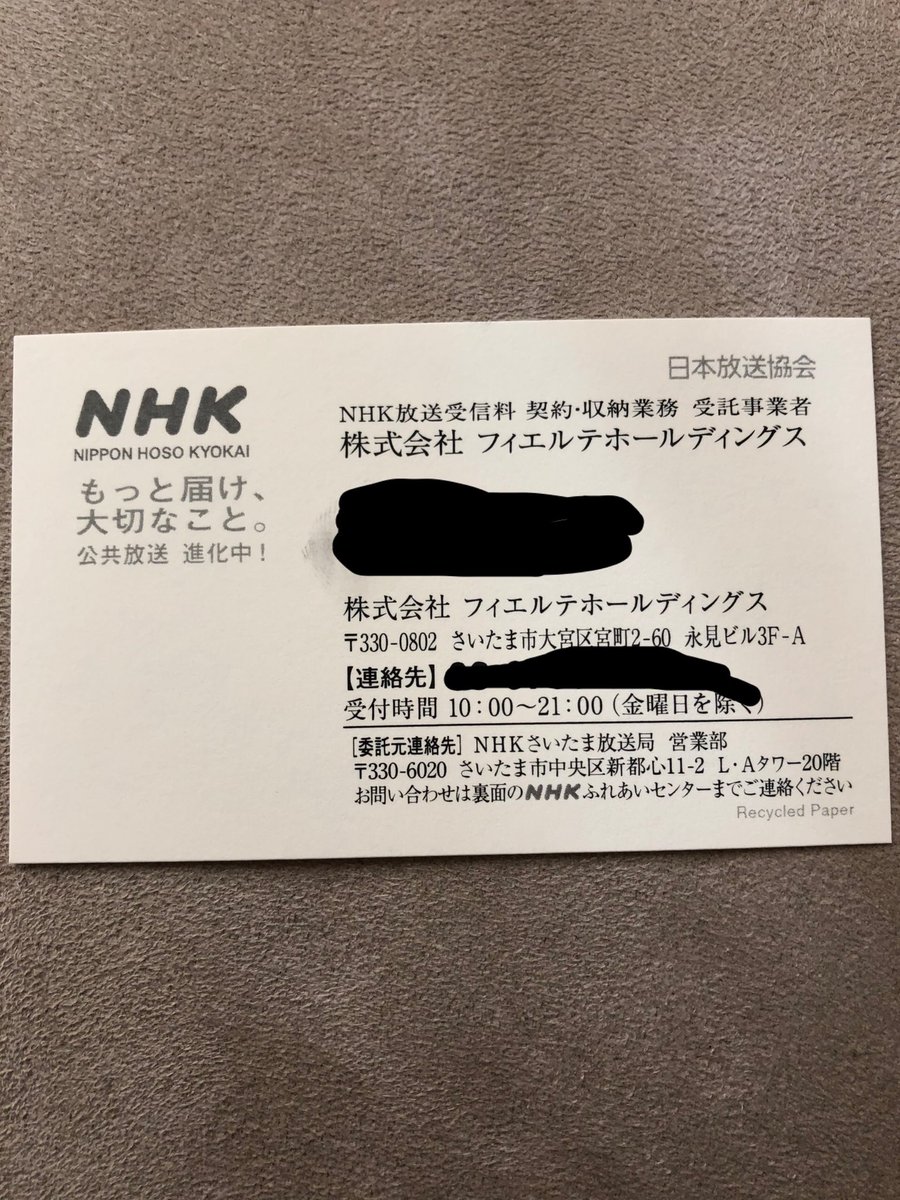 日本放送協会
NHK
NIPPON HOSO KYOKAI
もっと届け、
大切なこと。
公共放送 進化中!
NHK放送受信料 契約・収納業務 受託事業者
株式会社 フィエルテホールディングス
株式会社 フィエルテホールディングス
〒330-0802 さいたま市大宮区宮町2-60 永見ビル3F-A
【連絡先】
受付時間 10:00~21:00 (金曜日を除く)
[委託元連絡先] NHKさいたま放送局 営業部
〒330-6020 さいたま市中央区新都心11-2 L・Aタワー20階
お問い合わせは裏面のNHKふれあいセンターまでご連絡ください
Recycled Paper